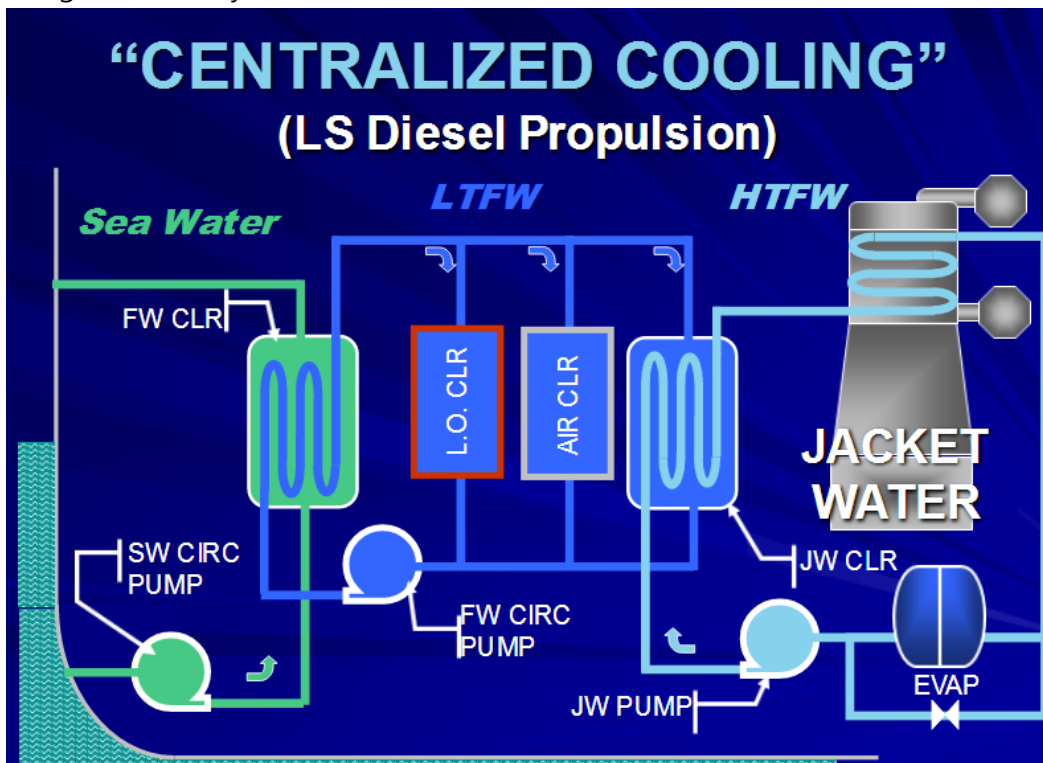 “CENTRALIZED COOLING”
(LS Diesel Propulsion)
Sea Water
LTFW
HTFW
FW CLR
L.O. CLR
AIR CLR
JACKET
WATER
JW CLR
SW CIRC
PUMP
FW CIRC
PUMP
JW PUMP
EVAP